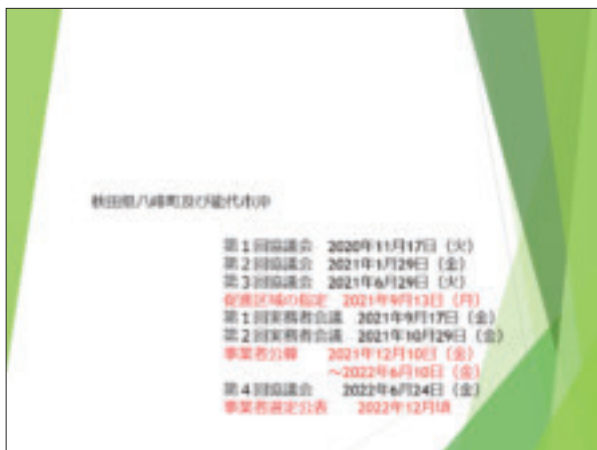 秋田県八峰町及び能代市沖
第1回協議会 2020年11月17日（火）
第2回協議会 2021年1月29日（金）
第3回協議会 2021年6月29日（火）
促進区域の指定 2021年9月13日（月）
第1回実務者会議 2021年9月17日（金）
第2回実務者会議 2021年10月29日（金）
事業者公募 2021年12月10日（金）
～2022年6月10日（金）
第4回協議会 2022年6月24日（金）
事業者選定公表 2022年12月頃